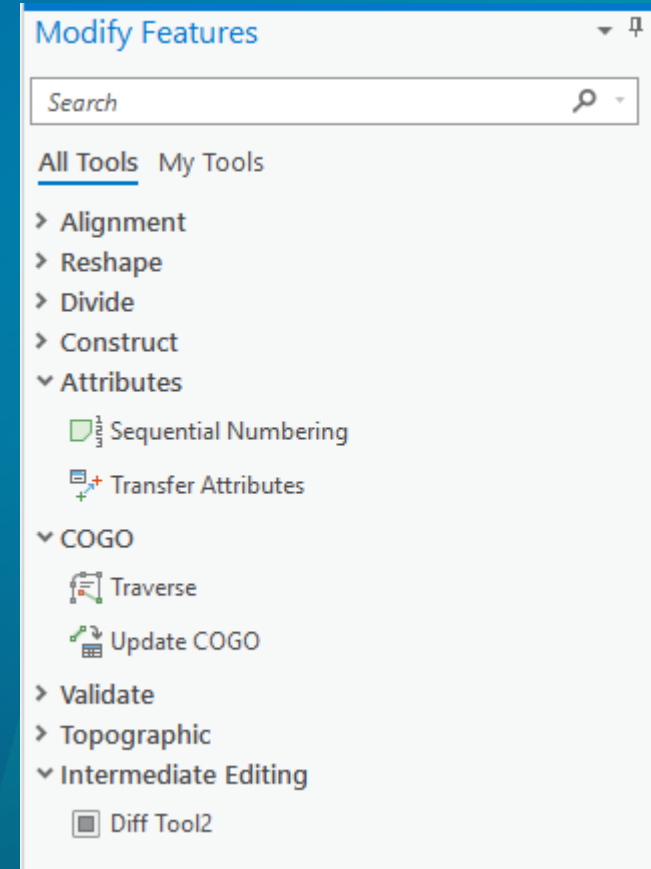 Modify Features
Search
All Tools My Tools
Alignment
Reshape
Divide
Construct
Attributes
Sequential Numbering
Transfer Attributes
COGO
Traverse
Update COGO
Validate
Topographic
Intermediate Editing
Diff Tool2